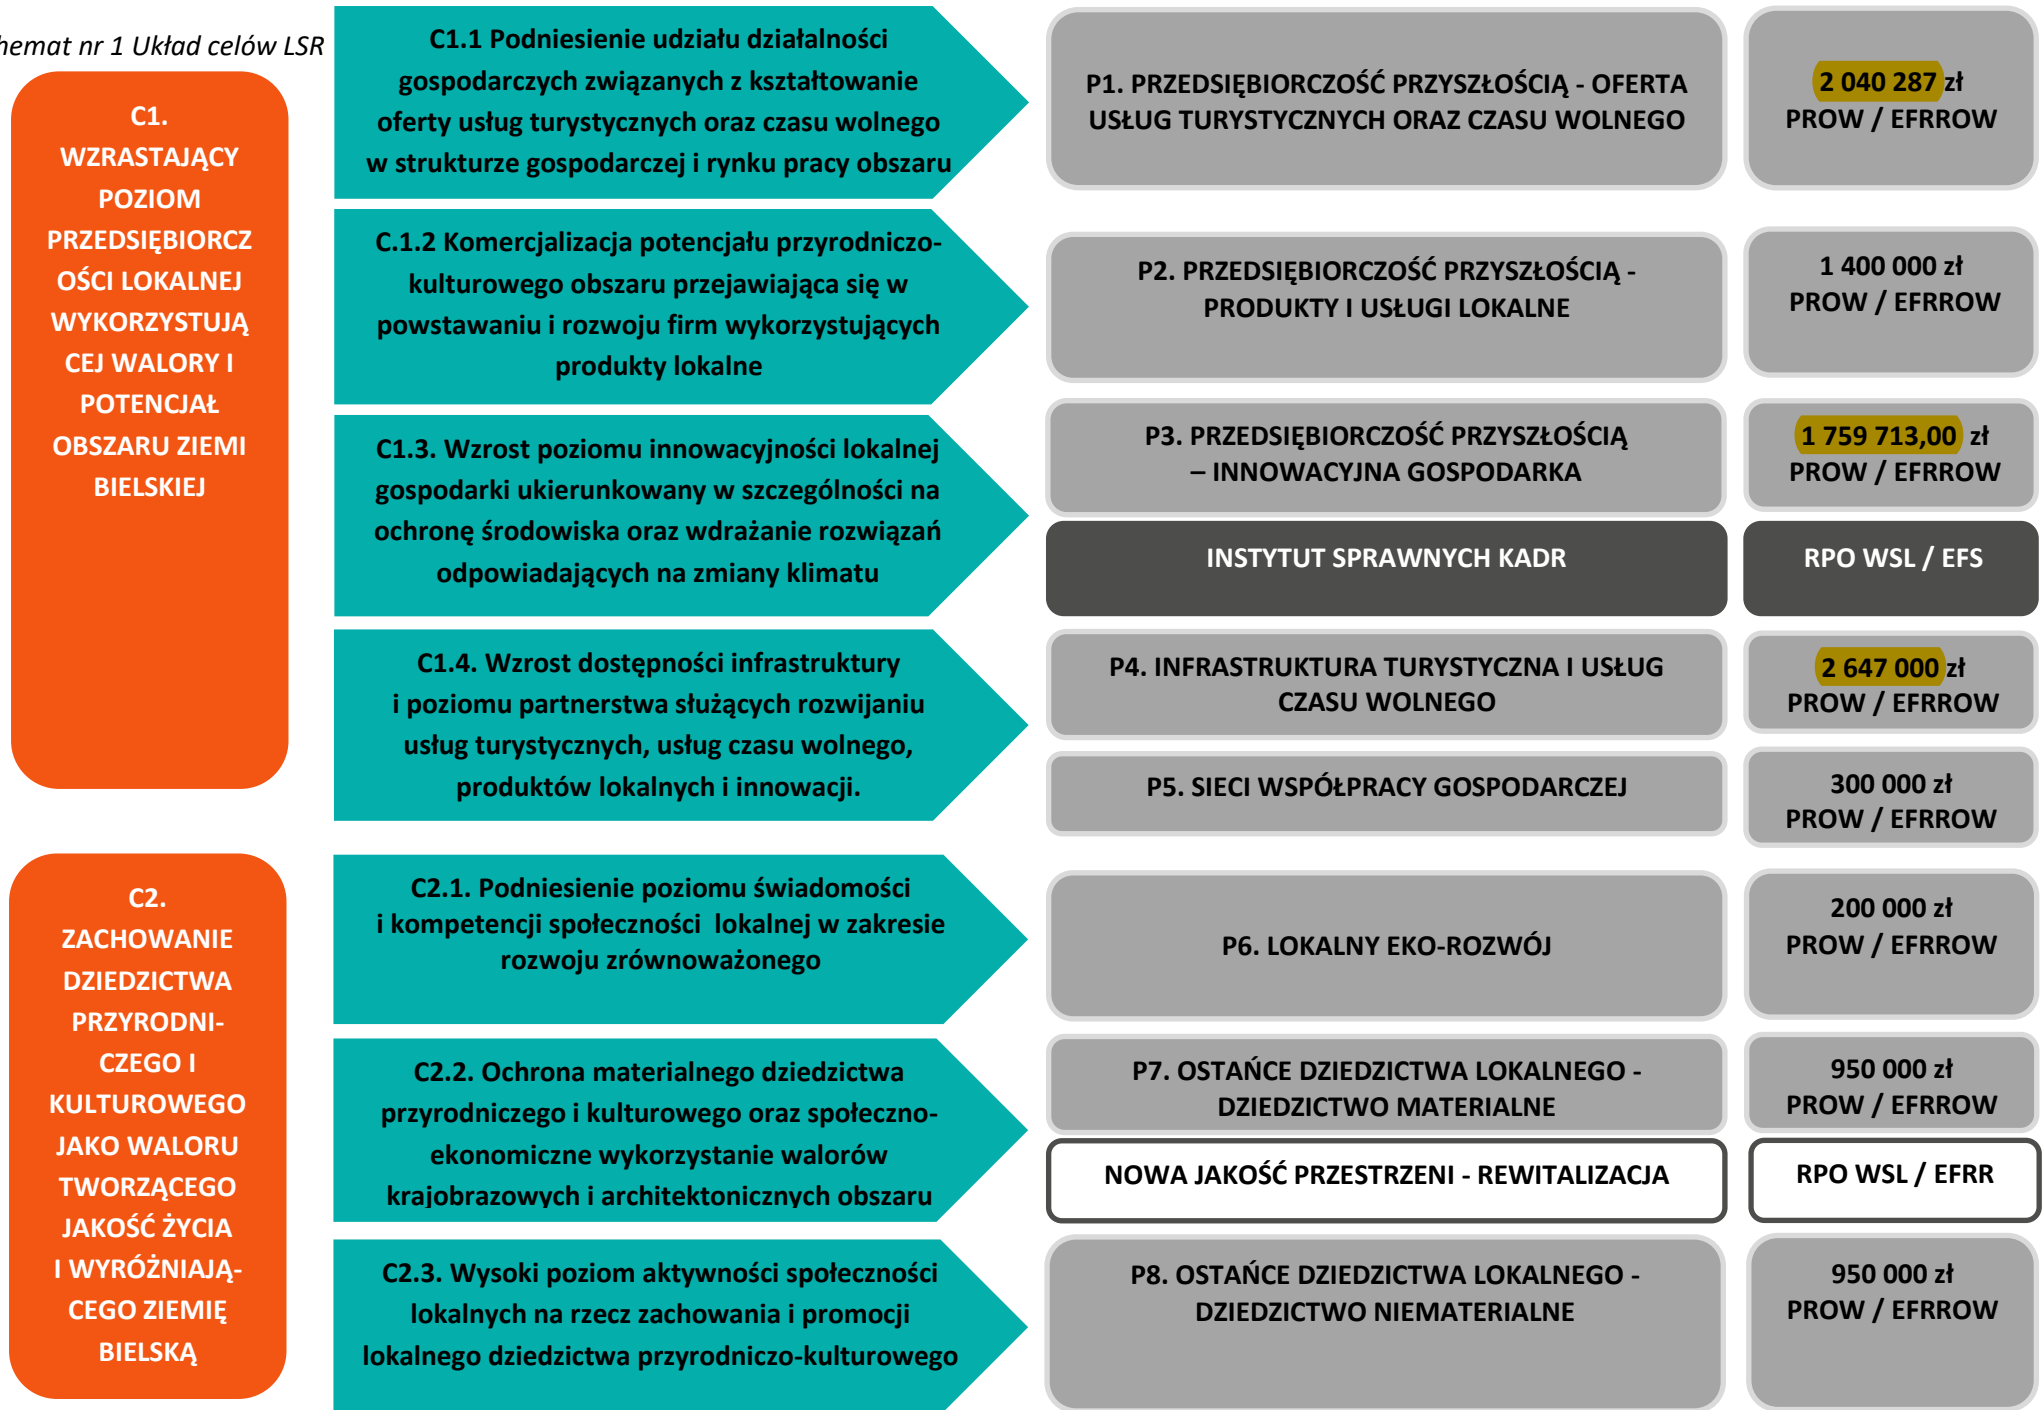 hemat nr 1 Układ celów LSR
C1.
WZRASTAJĄCY
POZIOM
PRZEDSIĘBIORCZ
OŚCI LOKALNEJ
WYKORZYSTUJĄ
CEJ WALORY I
POTENCJAŁ
OBSZARU ZIEMI
BIELSKIEJ
C1.1 Podniesienie udziału działalności
gospodarczych związanych z kształtowanie
oferty usług turystycznych oraz czasu wolnego
w strukturze gospodarczej i rynku pracy obszaru
P1. PRZEDSIĘBIORCZOŚĆ PRZYSZŁOŚCIĄ - OFERTA
USŁUG TURYSTYCZNYCH ORAZ CZASU WOLNEGO
2 040 287 zł
PROW / EFRROW
C.1.2 Komercjalizacja potencjału przyrodniczo-
kulturowego obszaru przejawiająca się w
powstawaniu i rozwoju firm wykorzystujących
produkty lokalne
P2. PRZEDSIĘBIORCZOŚĆ PRZYSZŁOŚCIĄ -
PRODUKTY I USŁUGI LOKALNE
1 400 000 zł
PROW / EFRROW
C1.3. Wzrost poziomu innowacyjności lokalnej
gospodarki ukierunkowany w szczególności na
ochronę środowiska oraz wdrażanie rozwiązań
odpowiadających na zmiany klimatu
P3. PRZEDSIĘBIORCZOŚĆ PRZYSZŁOŚCIĄ
– INNOWACYJNA GOSPODARKA
1 759 713,00 zł
PROW / EFRROW
INSTYTUT SPRAWNYCH KADR
RPO WSL / EFS
C1.4. Wzrost dostępności infrastruktury
i poziomu partnerstwa służących rozwijaniu
usług turystycznych, usług czasu wolnego,
produktów lokalnych i innowacji.
P4. INFRASTRUKTURA TURYSTYCZNA I USŁUG
CZASU WOLNEGO
2 647 000 zł
PROW / EFRROW
P5. SIECI WSPÓŁPRACY GOSPODARCZEJ
300 000 zł
PROW / EFRROW
C2.
ZACHOWANIE
DZIEDZICTWA
PRZYRODNI-
CZEGO I
KULTUROWEGO
JAKO WALORU
TWORZĄCEGO
JAKOŚĆ ŻYCIA
I WYRÓŻNIAJĄ-
CEGO ZIEMIĘ
BIELSKĄ
C2.1. Podniesienie poziomu świadomości
i kompetencji społeczności lokalnej w zakresie
rozwoju zrównoważonego
P6. LOKALNY EKO-ROZWÓJ
200 000 zł
PROW / EFRROW
C2.2. Ochrona materialnego dziedzictwa
przyrodniczego i kulturowego oraz społeczno-
ekonomiczne wykorzystanie walorów
krajobrazowych i architektonicznych obszaru
P7. OSTAŃCE DZIEDZICTWA LOKALNEGO -
DZIEDZICTWO MATERIALNE
950 000 zł
PROW / EFRROW
NOWA JAKOŚĆ PRZESTRZENI - REWITALIZACJA
RPO WSL / EFRR
C2.3. Wysoki poziom aktywności społeczności
lokalnych na rzecz zachowania i promocji
lokalnego dziedzictwa przyrodniczo-kulturowego
P8. OSTAŃCE DZIEDZICTWA LOKALNEGO -
DZIEDZICTWO NIEMATERIALNE
950 000 zł
PROW / EFRROW